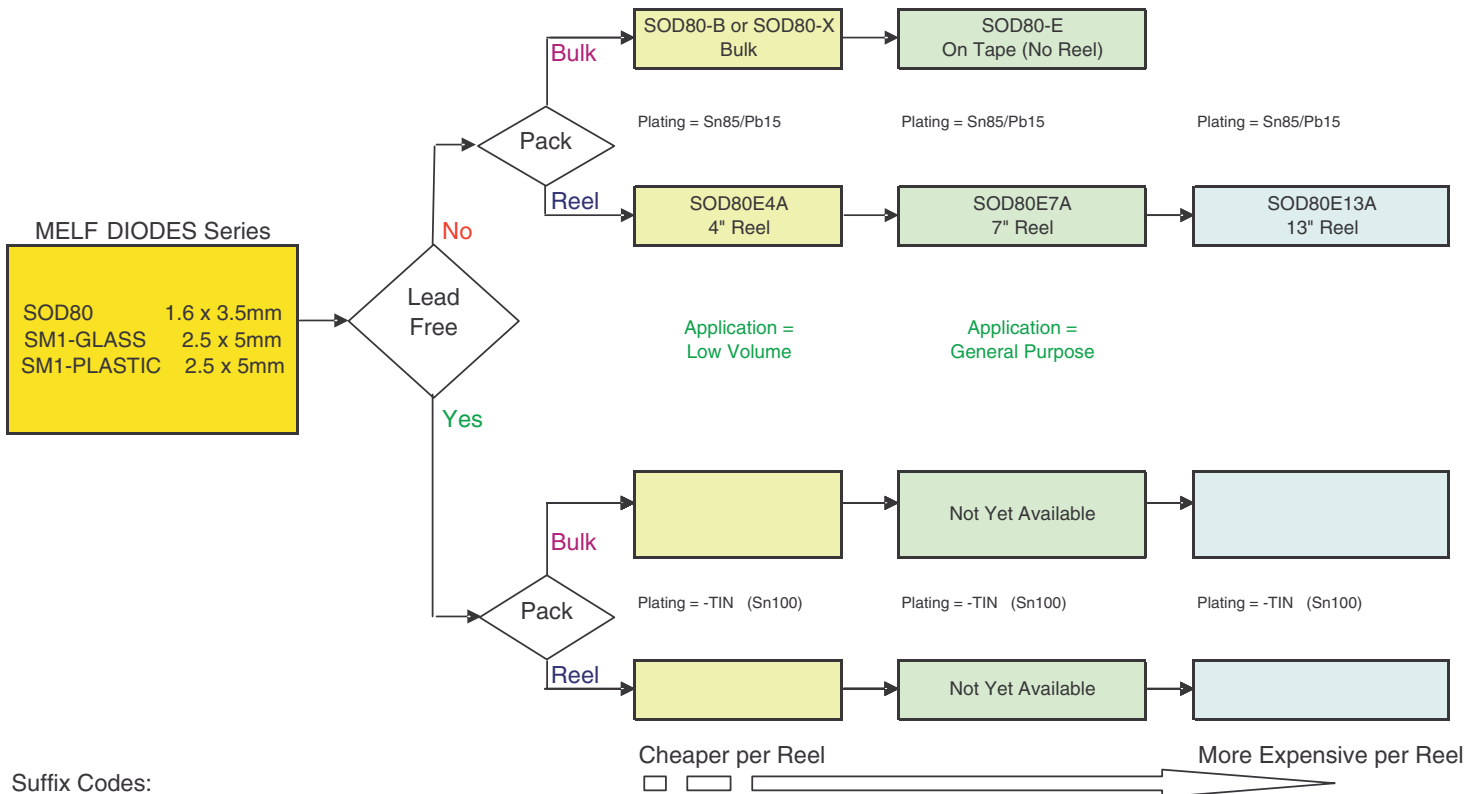 SOD80-B or SOD80-X
Bulk
SOD80-E
On Tape (No Reel)
Bulk
Plating = Sn85/Pb15
Plating = Sn85/Pb15
Plating = Sn85/Pb15
Pack
Reel
SOD80E4A
4" Reel
SOD80E7A
7" Reel
SOD80E13A
13" Reel
MELF DIODES Series
No
SOD80 1.6 x 3.5mm
SM1-GLASS 2.5 x 5mm
SM1-PLASTIC 2.5 x 5mm
Lead
Free
Application =
Low Volume
Application =
General Purpose
Yes
Not Yet Available
Bulk
Pack
Plating = -TIN (Sn100)
Plating = -TIN (Sn100)
Plating = -TIN (Sn100)
Reel
Not Yet Available
Cheaper per Reel
More Expensive per Reel
Suffix Codes: